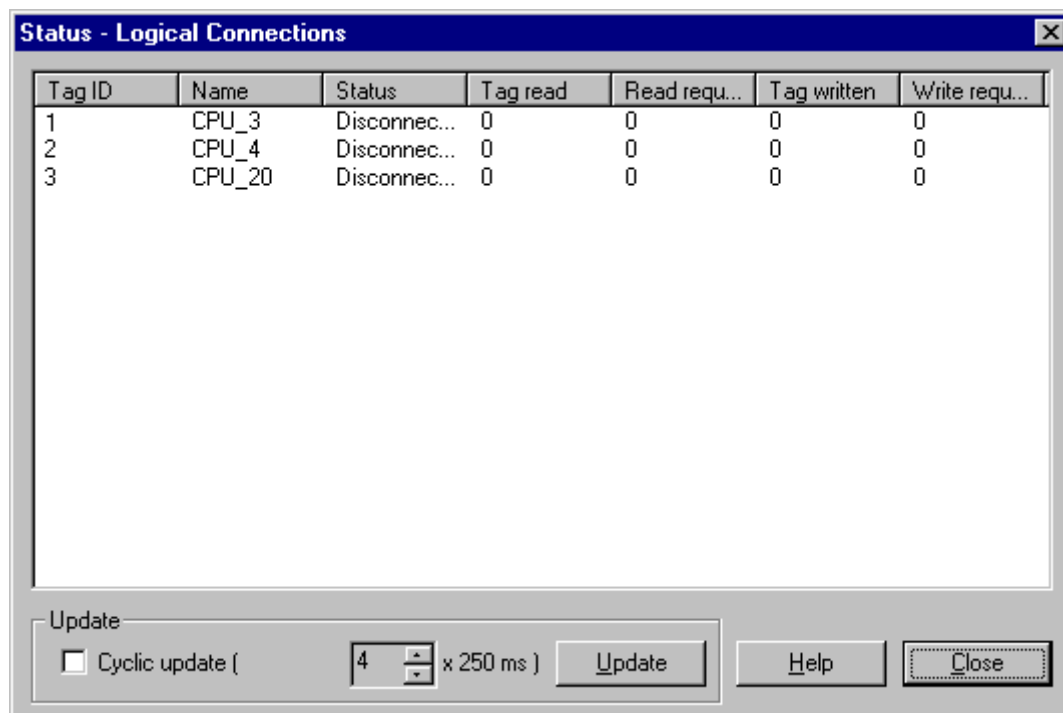 Status - Logical Connections
Tag ID Name Status Tag read Read requ... Tag written Write requ...
1 CPU_3 Disconnec... 0 0 0 0
2 CPU_4 Disconnec... 0 0 0 0
3 CPU_20 Disconnec... 0 0 0 0
Update
Cyclic update ( 4 x 250 ms ) Update Help Close